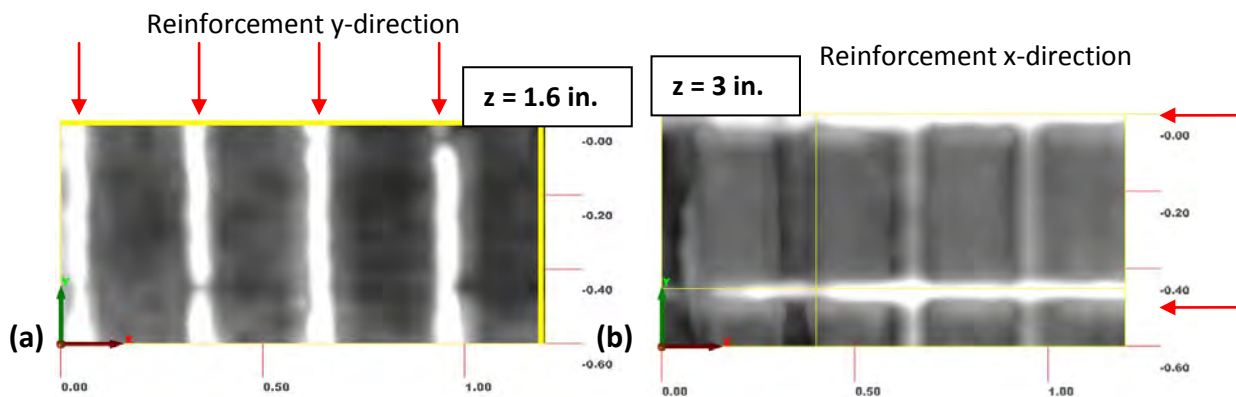 Reinforcement y-direction
z = 1.6 in.
-0.00
-0.20
-0.40
-0.60
Y
X
(a)
0.00
0.50
1.00
Reinforcement x-direction
z = 3 in.
-0.00
-0.20
-0.40
-0.60
Y
X
(b)
0.00
0.50
1.00